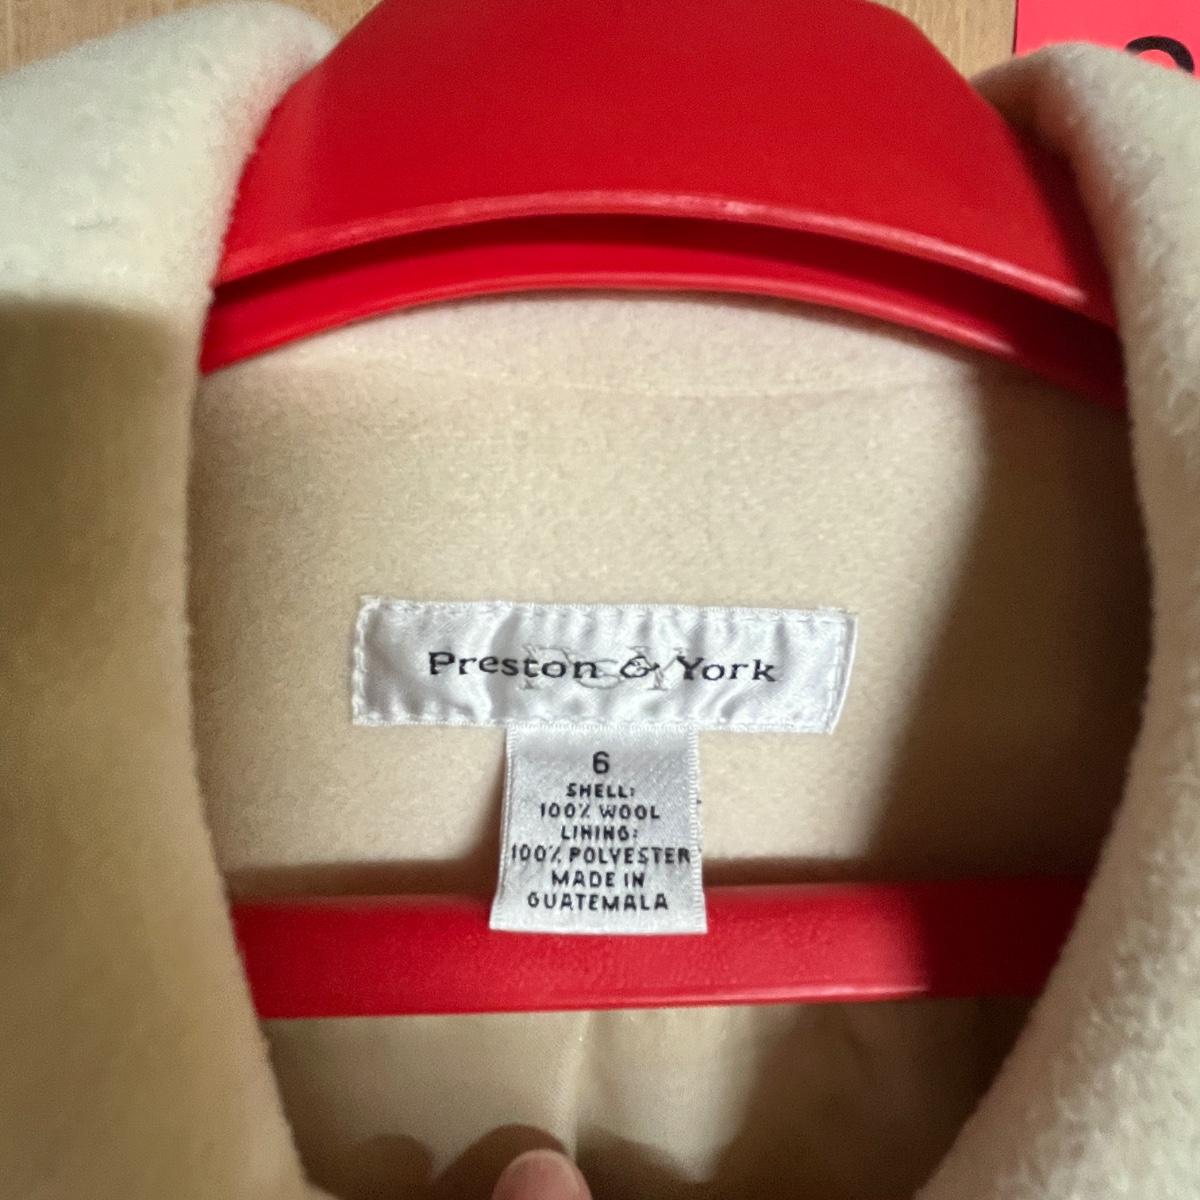 Preston & York
6
SHELL:
100% WOOL
LINING:
100% POLYESTER
MADE IN
GUATEMALA